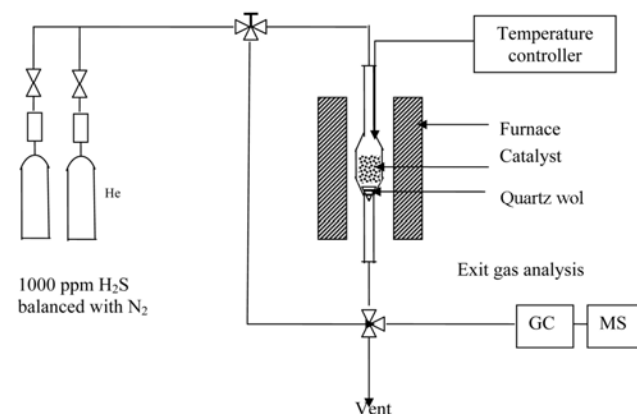 Temperature
controller
Furnace
Catalyst
He
Quartz wol
Exit gas analysis
1000 ppm H₂S
balanced with N₂
GC
MS
Vent